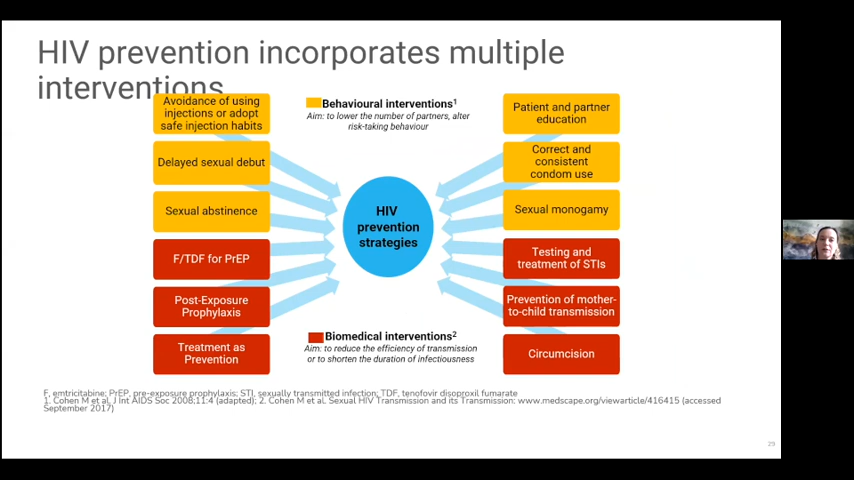 HIV prevention incorporates multiple
interventions
Avoidance of using
injections or adopt
safe injection habits
Delayed sexual debut
Sexual abstinence
F/TDF for PrEP
Post-Exposure
Prophylaxis
Treatment as
Prevention
Behavioural interventions1
Aim: to lower the number of partners, alter
risk-taking behaviour
HIV
prevention
strategies
Biomedical interventions2
Aim: to reduce the efficiency of transmission
or to shorten the duration of infectiousness
Patient and partner
education
Correct and
consistent
condom use
Sexual monogamy
Testing and
treatment of STIs
Prevention of mother-
to-child transmission
Circumcision
F, emtricitabine; PrEP, pre-exposure prophylaxis; STI, sexually transmitted infection; TDF, tenofovir disoproxil fumarate
1. Cohen M et al, J Int AIDS Soc 2008;11:4 (adapted); 2. Cohen M et al, Sexual HIV Transmission and its Transmission: www.medscape.org/viewarticle/416415 (accessed
September 2017)
29